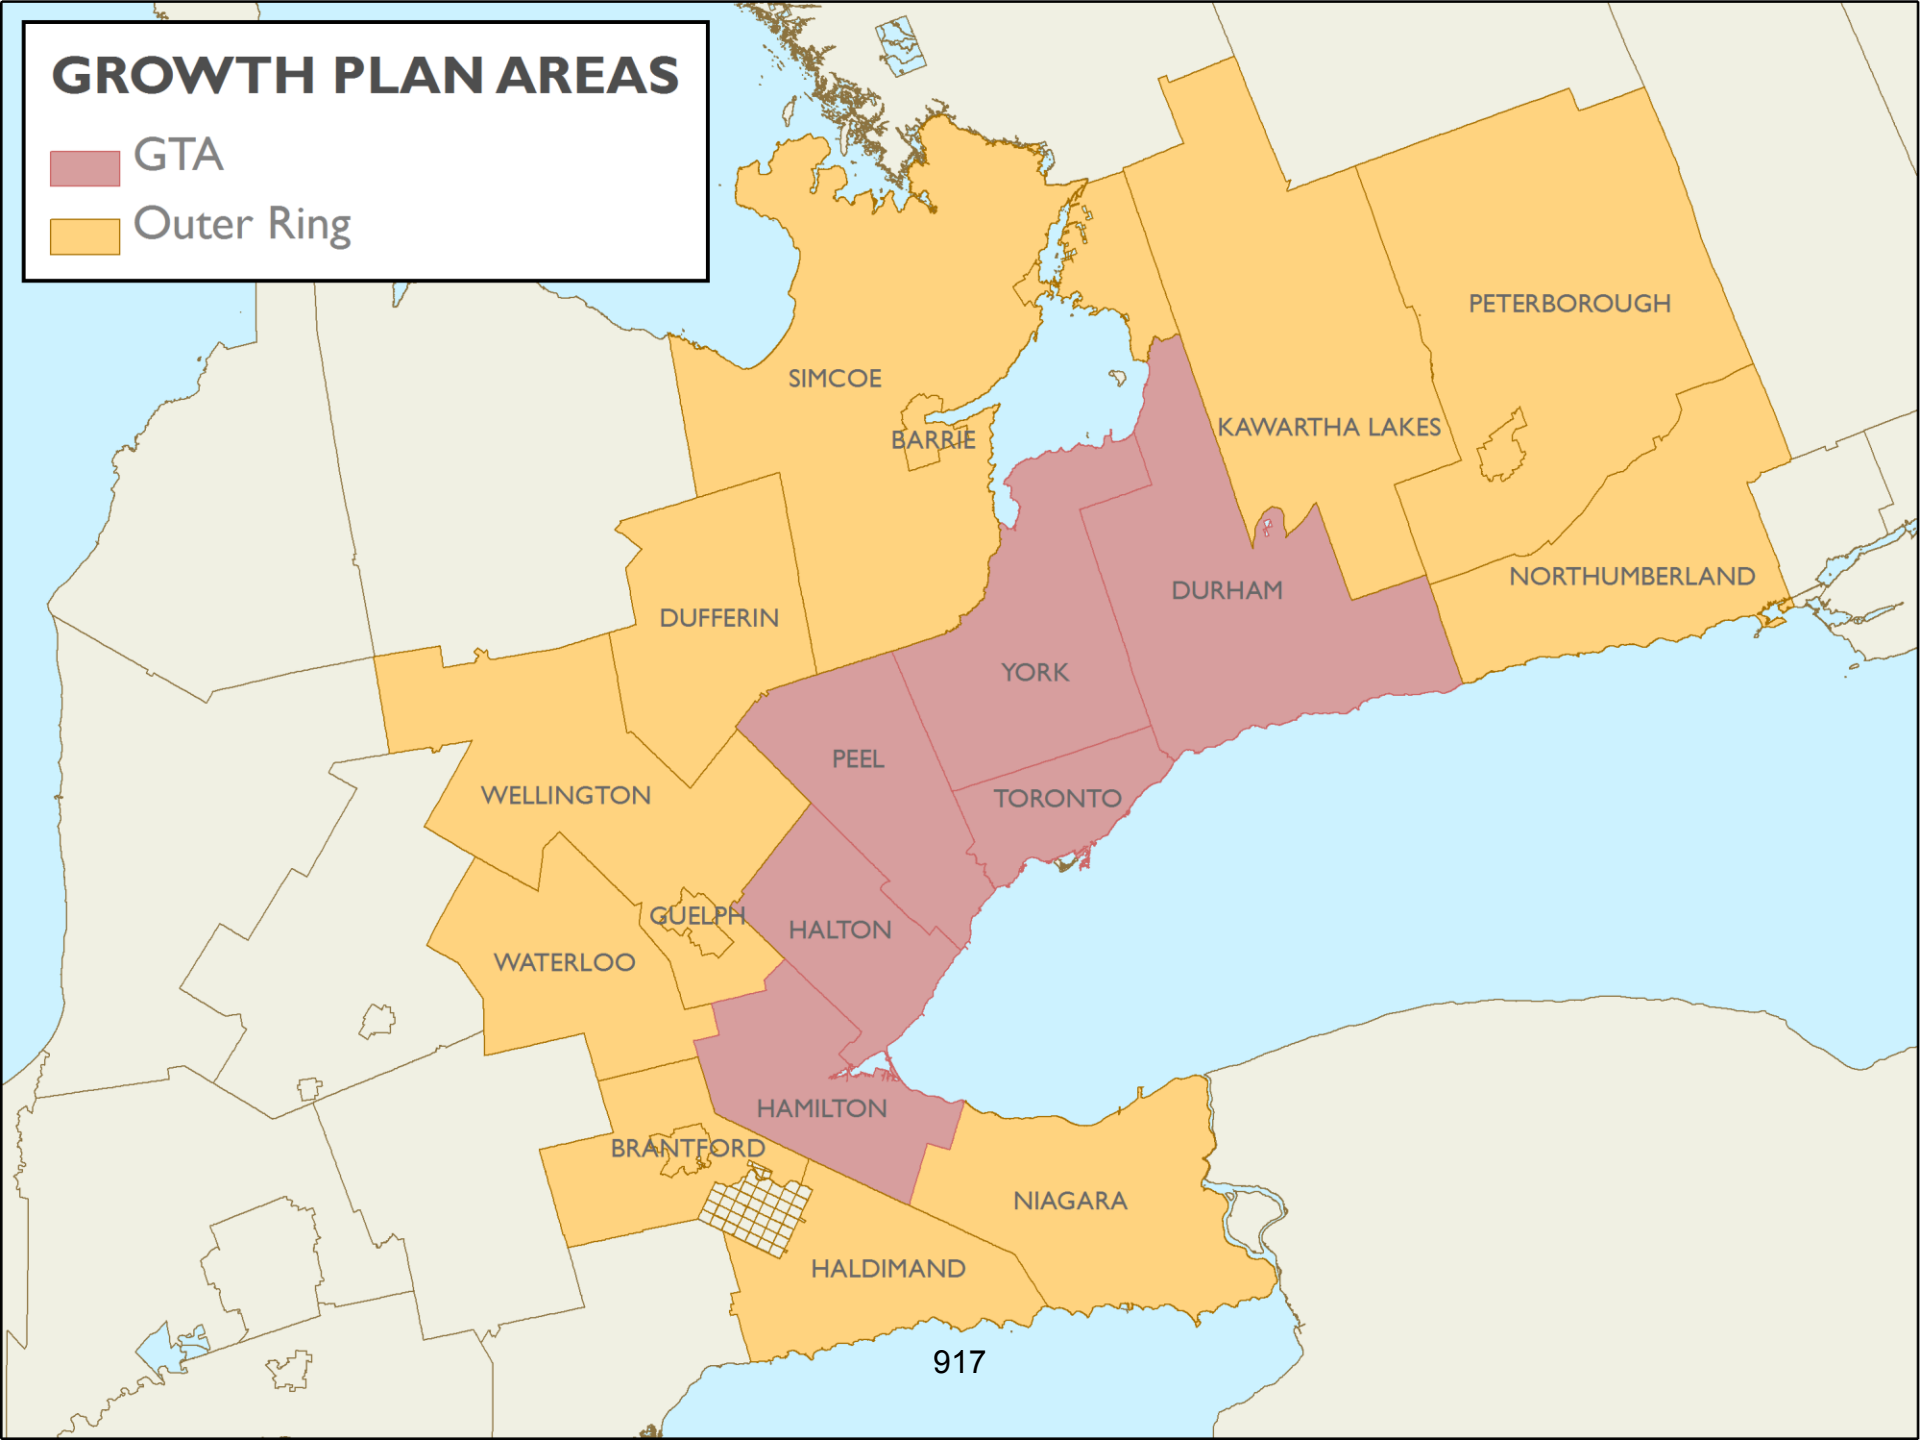 GROWTH PLAN AREAS
GTA
Outer Ring
PETERBOROUGH
SIMCOE
KAWARTHA LAKES
BARRIE
NORTHUMBERLAND
DURHAM
DUFFERIN
YORK
PEEL
WELLINGTON
TORONTO
GUELPH
HALTON
WATERLOO
HAMILTON
BRANTFORD
NIAGARA
HALDIMAND
917